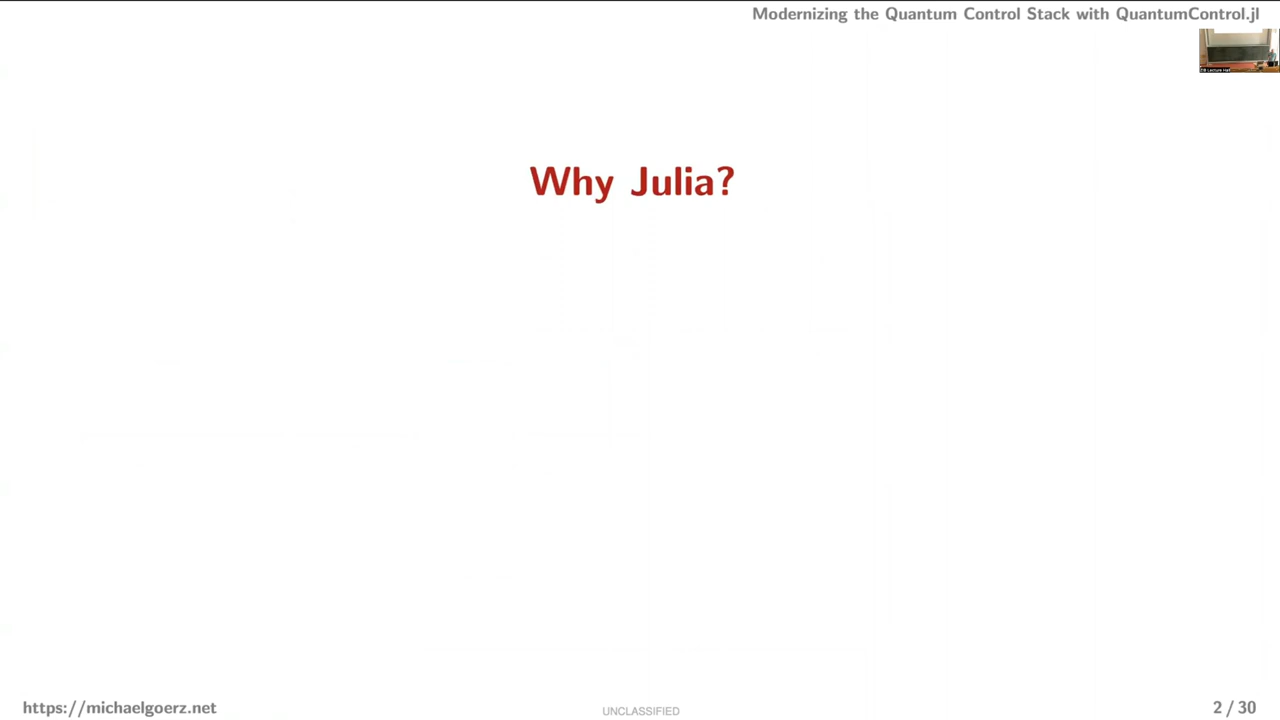 Modernizing the Quantum Control Stack with QuantumControl.jl
Why Julia?
https://michaelgoerz.net
UNCLASSIFIED
2 / 30